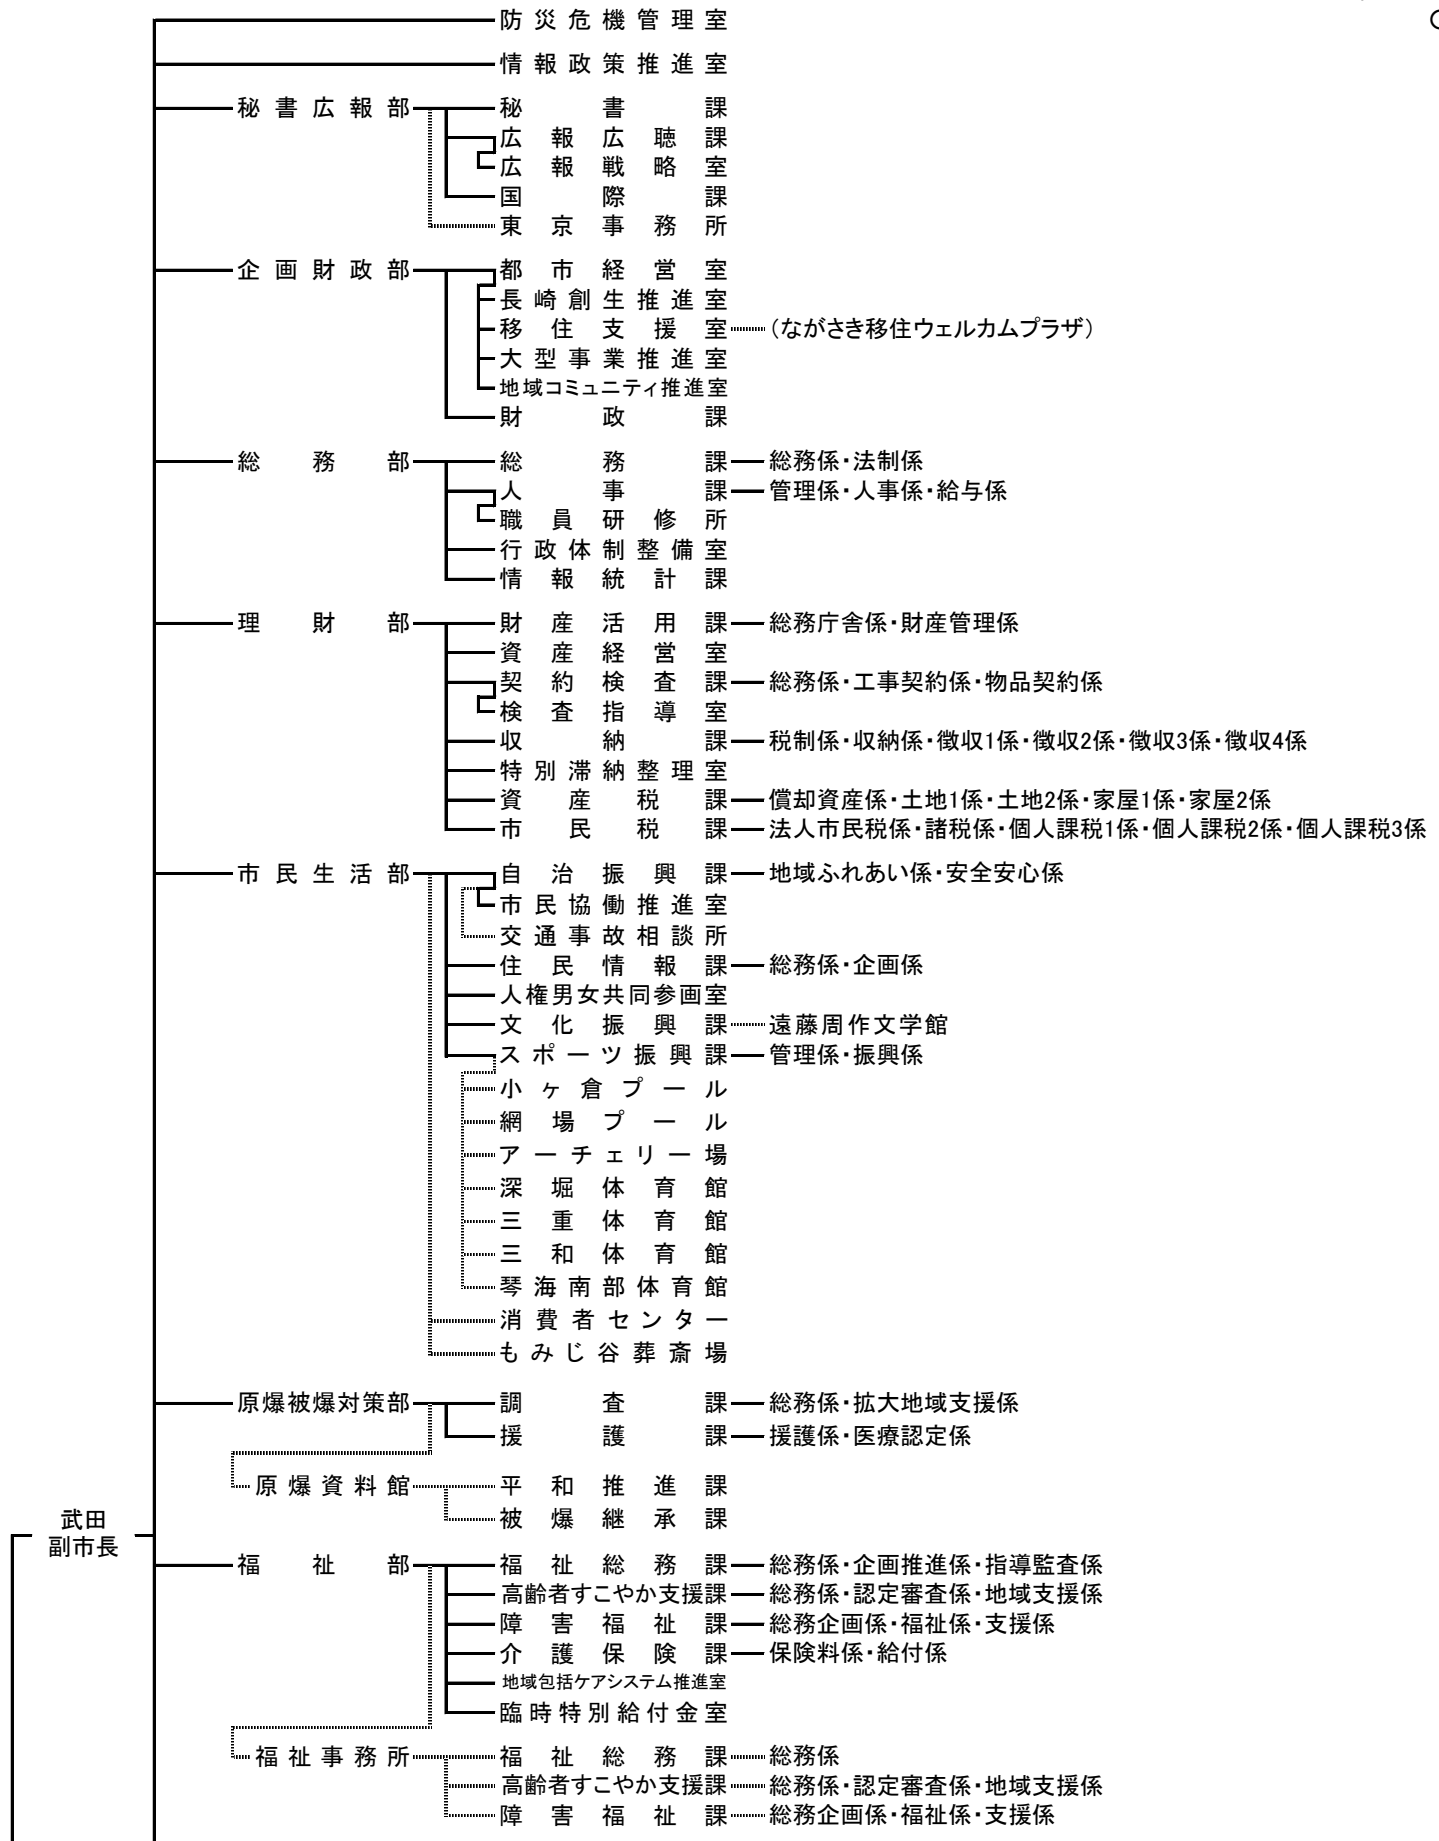 防災危機管理室
情報政策推進室
秘書広報部 秘書課
広報広聴課
広報戦略室
国際課
東京事務所
企画財政部 都市経営室
長崎創生推進室
移住支援室 (ながさき移住ウェルカムプラザ)
大型事業推進室
地域コミュニティ推進室
財政課
総務部 総務課 総務係・法制係
人事課 管理係・人事係・給与係
職員研修所
行政体制整備室
情報統計課
理財部 財産活用課 総務庁舎係・財産管理係
資産経営室
契約検査課 総務係・工事契約係・物品契約係
検査指導室
収納課 税制係・収納係・徴収1係・徴収2係・徴収3係・徴収4係
特別滞納整理室
資産税課 償却資産係・土地1係・土地2係・家屋1係・家屋2係
市民税課 法人市民税係・諸税係・個人課税1係・個人課税2係・個人課税3係
市民生活部 自治振興課 地域ふれあい係・安全安心係
市民協働推進室
交通事故相談所
住民情報課 総務係・企画係
人権男女共同参画室
文化振興課 遠藤周作文学館
スポーツ振興課 管理係・振興係
小ヶ倉プール
網場プール
アーチェリー場
深堀体育館
三重体育館
三和体育館
琴海南部体育館
消費者センター
もみじ谷葬斎場
原爆被爆対策部 調査課 総務係・拡大地域支援係
援護課 援護係・医療認定係
原爆資料館 平和推進課
被爆継承課
武田
副市長
福祉部 福祉総務課 総務係・企画推進係・指導監査係
高齢者すこやか支援課 総務係・認定審査係・地域支援係
障害福祉課 総務企画係・福祉係・支援係
介護保険課 保険料係・給付係
地域包括ケアシステム推進室
臨時特別給付金室
福祉事務所 福祉総務課 総務係
高齢者すこやか支援課 総務係・認定審査係・地域支援係
障害福祉課 総務企画係・福祉係・支援係